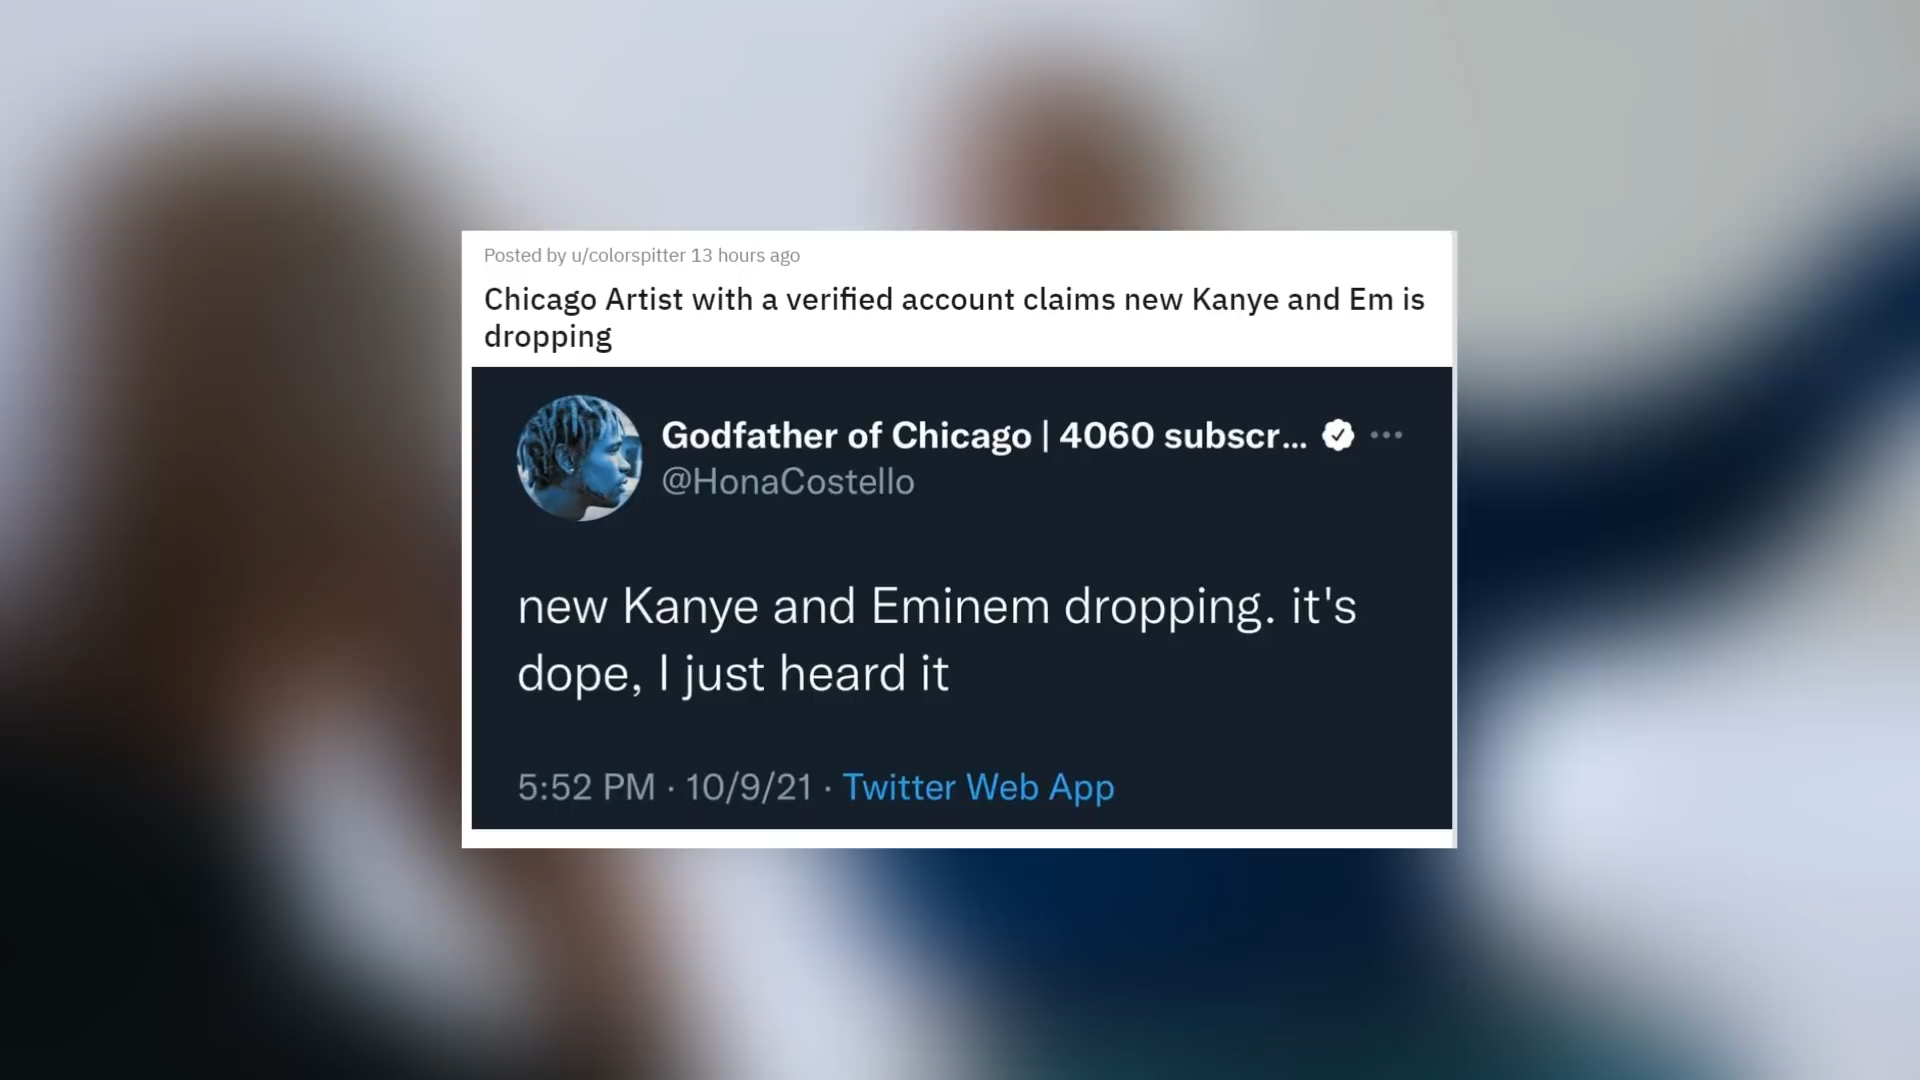 Posted by u/colorspitter 13 hours ago
Chicago Artist with a verified account claims new Kanye and Em is
dropping
Godfather of Chicago | 4060 subscr...
@HonaCostello
new Kanye and Eminem dropping. it's
dope, I just heard it
5:52 PM · 10/9/21 · Twitter Web App